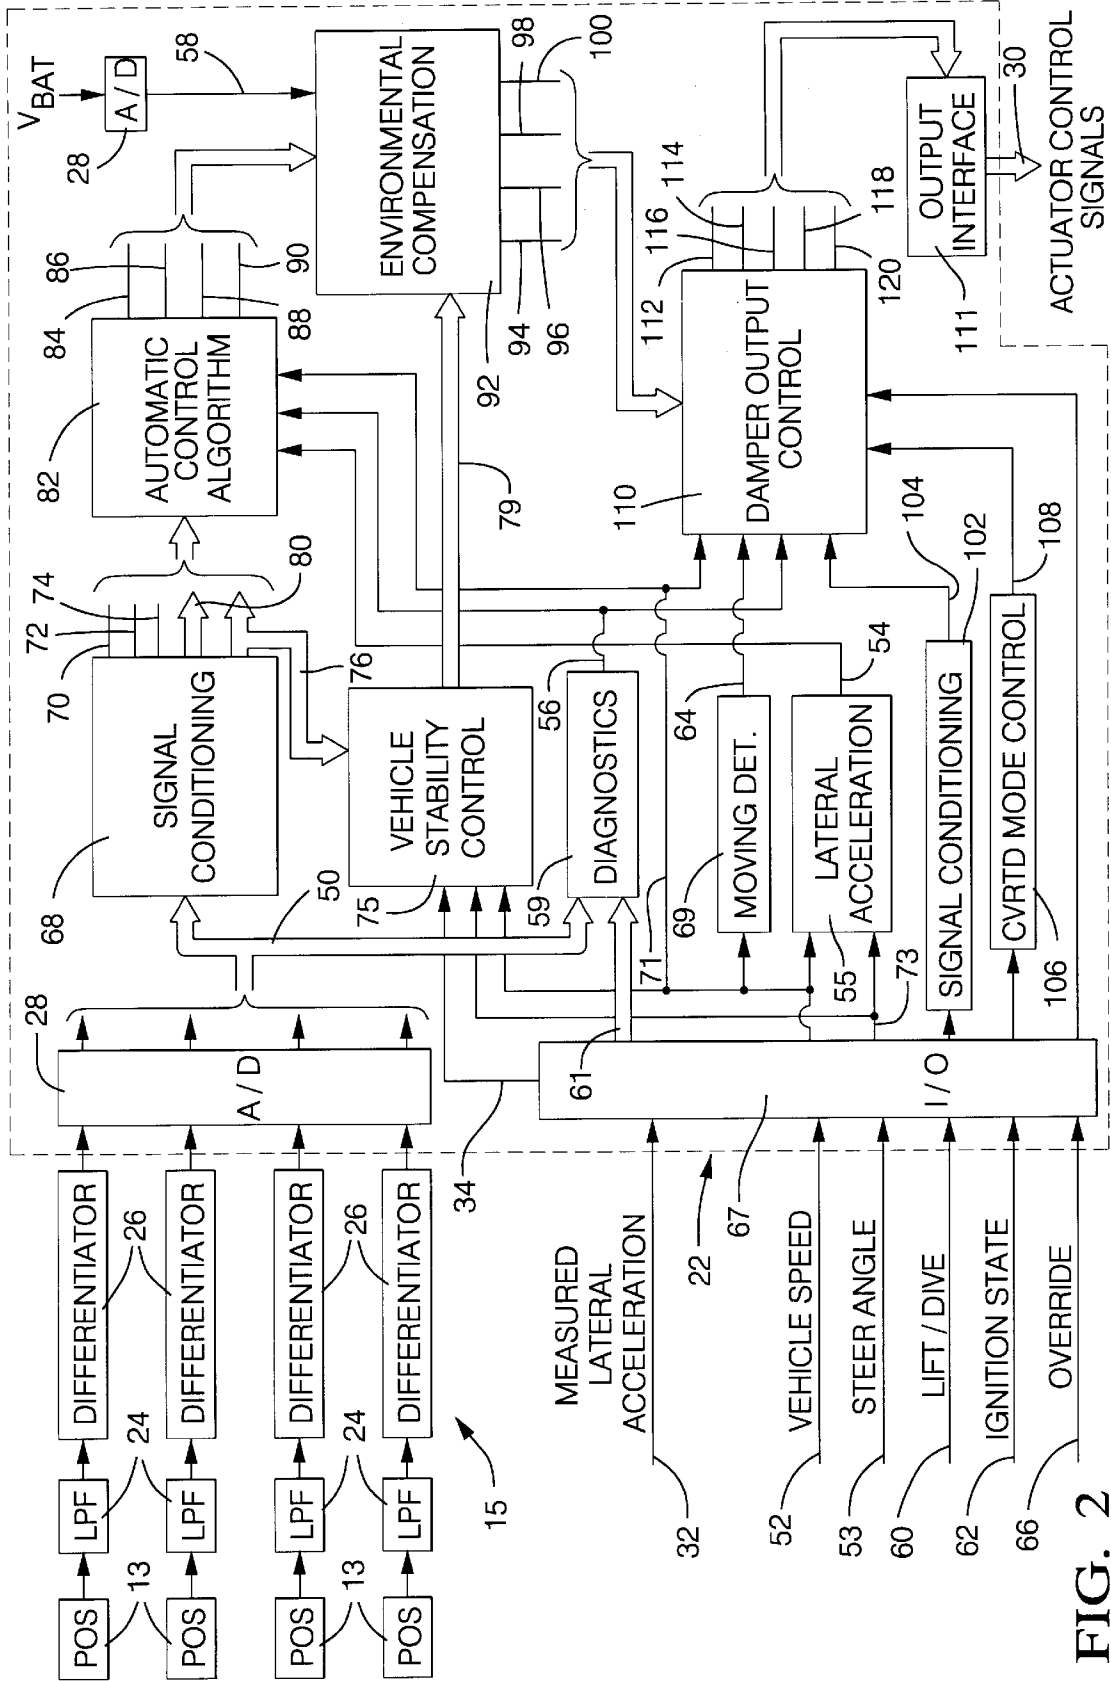 POS
LPF
DIFFERENTIATOR
POS
LPF
DIFFERENTIATOR
POS
LPF
DIFFERENTIATOR
POS
LPF
DIFFERENTIATOR
13
24
26
13
24
26
15
28
A / D
50
68
SIGNAL
CONDITIONING
70
72
74
80
76
82
AUTOMATIC
CONTROL
ALGORITHM
84
86
88
90
VBAT
28
A / D
58
ENVIRONMENTAL
COMPENSATION
92
94
96
98
100
75
VEHICLE
STABILITY
CONTROL
79
34
59
DIAGNOSTICS
56
61
71
69
MOVING DET.
64
55
LATERAL
ACCELERATION
54
73
SIGNAL CONDITIONING
102
104
CVRTD MODE CONTROL
106
108
110
DAMPER OUTPUT
CONTROL
112
116
114
118
120
111
OUTPUT
INTERFACE
30
ACTUATOR CONTROL
SIGNALS
22
67
I / O
MEASURED
LATERAL
ACCELERATION
32
VEHICLE SPEED
52
STEER ANGLE
53
LIFT / DIVE
60
IGNITION STATE
62
OVERRIDE
66
FIG. 2